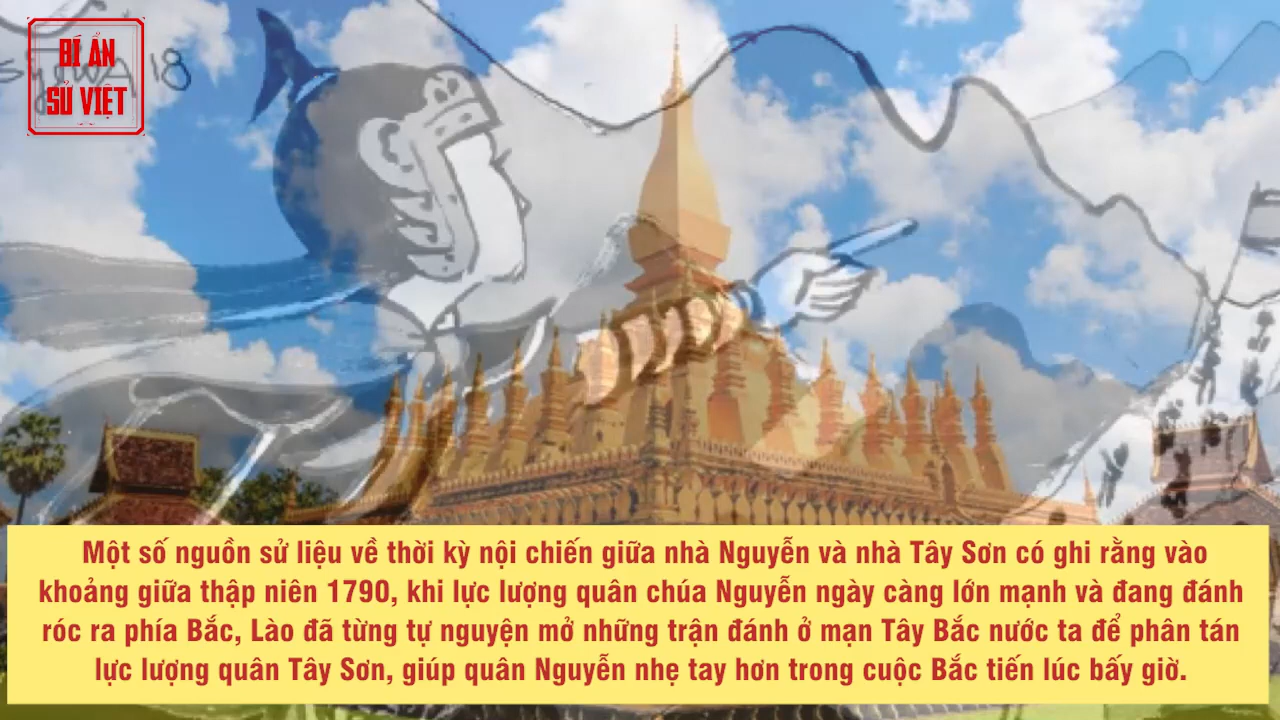 BÍ ẨN
SỬ VIỆT
18
Một số nguồn sử liệu về thời kỳ nội chiến giữa nhà Nguyễn và nhà Tây Sơn có ghi rằng vào
khoảng giữa thập niên 1790, khi lực lượng quân chúa Nguyễn ngày càng lớn mạnh và đang đánh
róc ra phía Bắc, Lào đã từng tự nguyện mở những trận đánh ở mạn Tây Bắc nước ta để phân tán
lực lượng quân Tây Sơn, giúp quân Nguyễn nhẹ tay hơn trong cuộc Bắc tiến lúc bấy giờ.